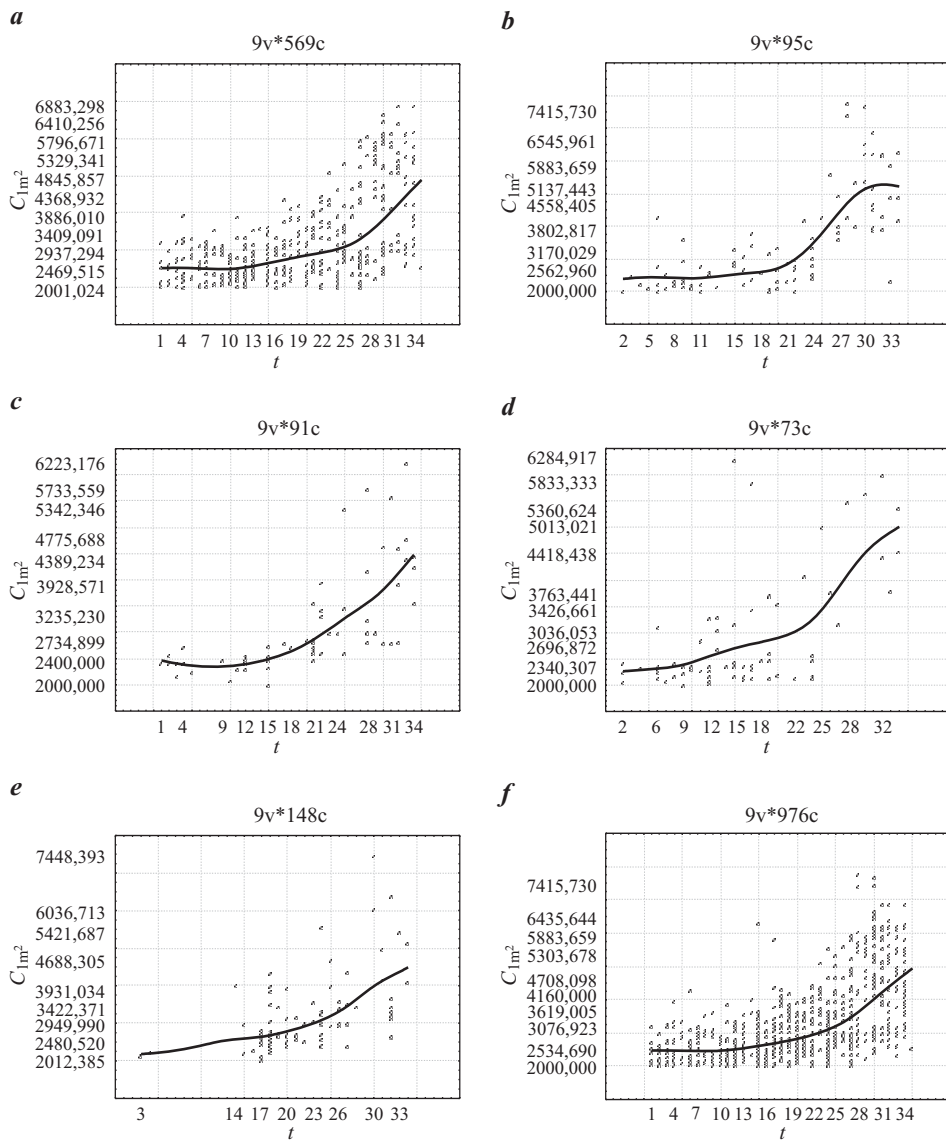 a
9v*569c
6883,298
6410,256
5796,671
5329,341
4845,857
4368,932
3886,010
3409,091
2937,294
2469,515
2001,024
C1m²
1 4 7 10 13 16 19 22 25 28 31 34
t
b
9v*95c
7415,730
6545,961
5883,659
5137,443
4558,405
3802,817
3170,029
2562,960
2000,000
C1m²
2 5 8 11 15 18 21 24 27 30 33
t
c
9v*91c
6223,176
5733,559
5342,346
4775,688
4389,234
3928,571
3235,230
2734,899
2400,000
2000,000
C1m²
1 4 9 12 15 18 21 24 28 31 34
t
d
9v*73c
6284,917
5833,333
5360,624
5013,021
4418,438
3763,441
3426,661
3036,053
2696,872
2340,307
2000,000
C1m²
2 6 9 12 15 18 22 25 28 32
t
e
9v*148c
7448,393
6036,713
5421,687
4688,305
3931,034
3422,371
2949,990
2480,520
2012,385
C1m²
3 14 17 20 23 26 30 33
t
f
9v*976c
7415,730
6435,644
5883,659
5303,678
4708,098
4160,000
3619,005
3076,923
2534,690
2000,000
C1m²
1 4 7 10 13 16 19 22 25 28 31 34
t